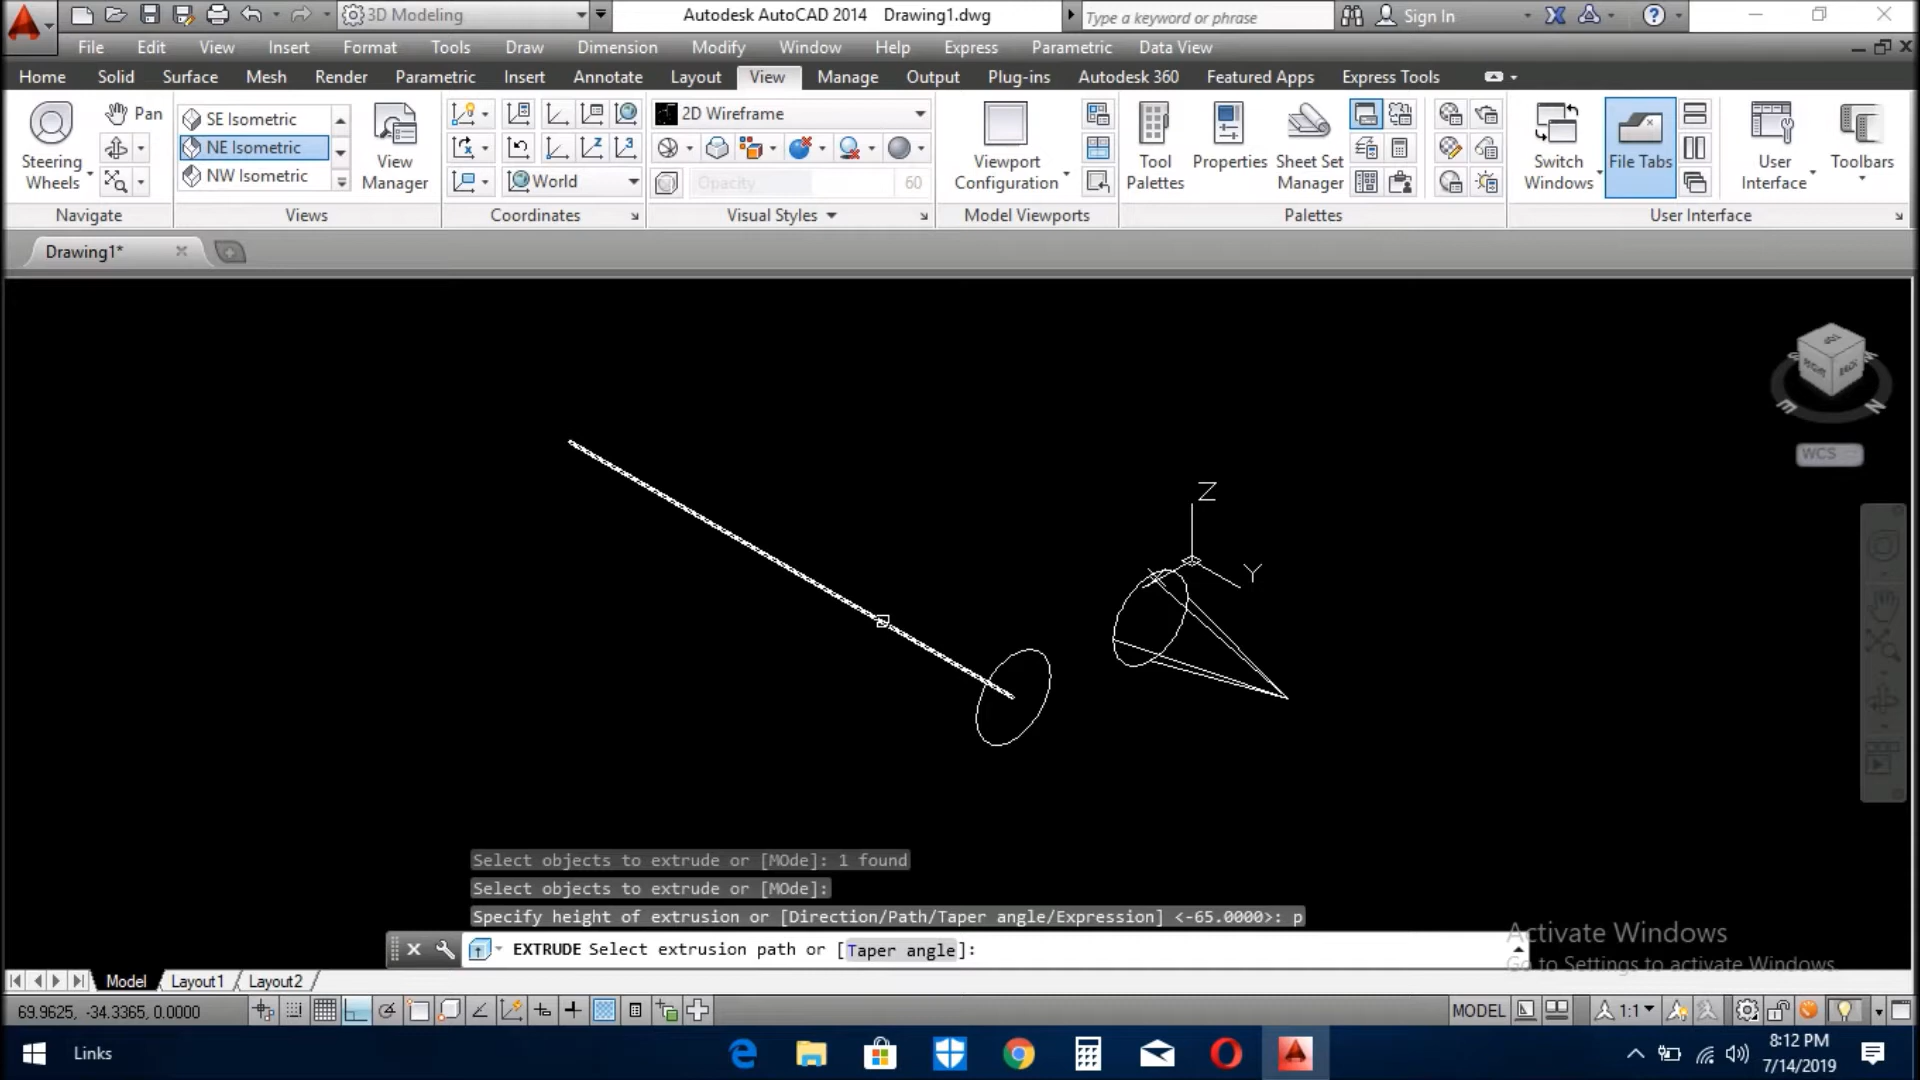 3D Modeling Autodesk AutoCAD 2014 Drawing1.dwg Type a keyword or phrase Sign In
File Edit View Insert Format Tools Draw Dimension Modify Window Help Express Parametric Data View
Home Solid Surface Mesh Render Parametric Insert Annotate Layout View Manage Output Plug-ins Autodesk 360 Featured Apps Express Tools
Pan
Steering
Wheels
SE Isometric
NE Isometric
NW Isometric
View
Manager
World
2D Wireframe
Opacity 60
Viewport
Configuration
Tool
Palettes
Properties
Sheet Set
Manager
Switch
Windows
File Tabs
User
Interface
Toolbars
Navigate Views Coordinates Visual Styles Model Viewports Palettes User Interface
Drawing1*
WCS
Z
Y
Select objects to extrude or [MOde]: 1 found
Select objects to extrude or [MOde]:
Specify height of extrusion or [Direction/Path/Taper angle/Expression] <-65.0000>: p
EXTRUDE Select extrusion path or [Taper angle]:
Activate Windows
Go to Settings to activate Windows.
Model Layout1 Layout2
69.9625, -34.3365, 0.0000 MODEL 1:1
Links 8:12 PM
7/14/2019